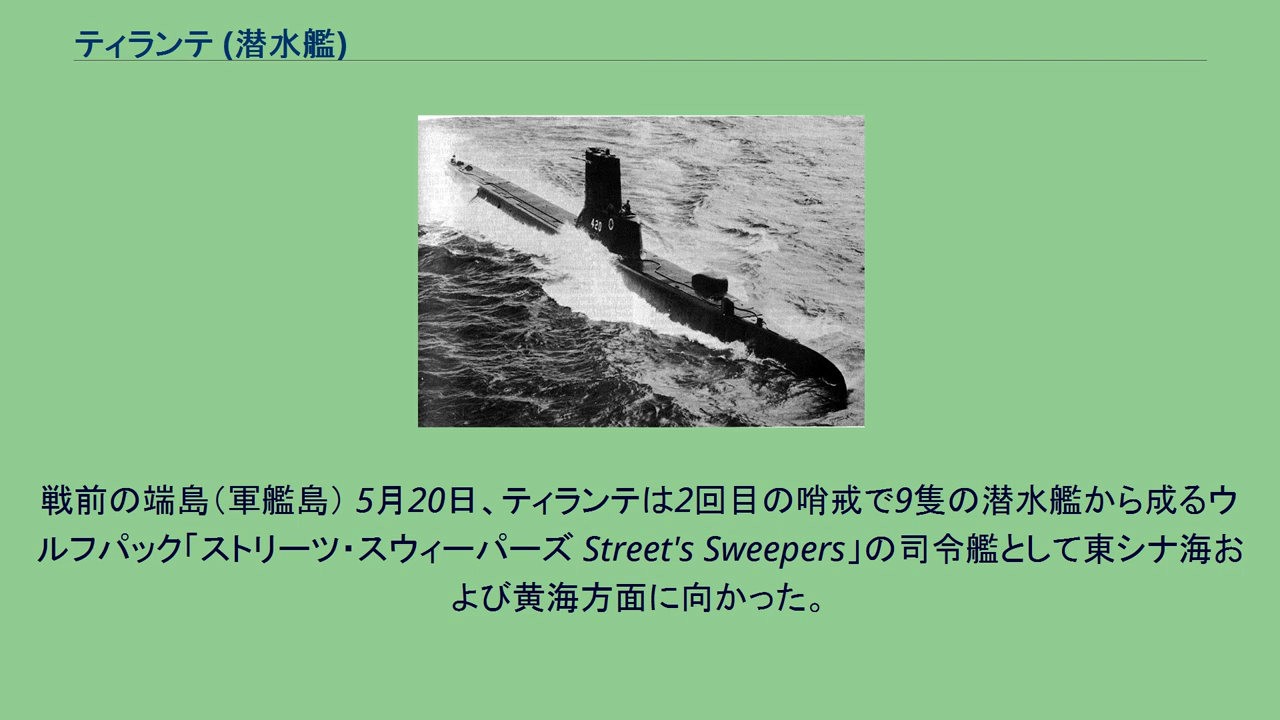 ティランテ (潜水艦)
420
戦前の端島（軍艦島） 5月20日、ティランテは2回目の哨戒で9隻の潜水艦から成るウ
ルフパック「ストリーツ・スウィーパーズ Street's Sweepers」の司令艦として東シナ海お
よび黄海方面に向かった。